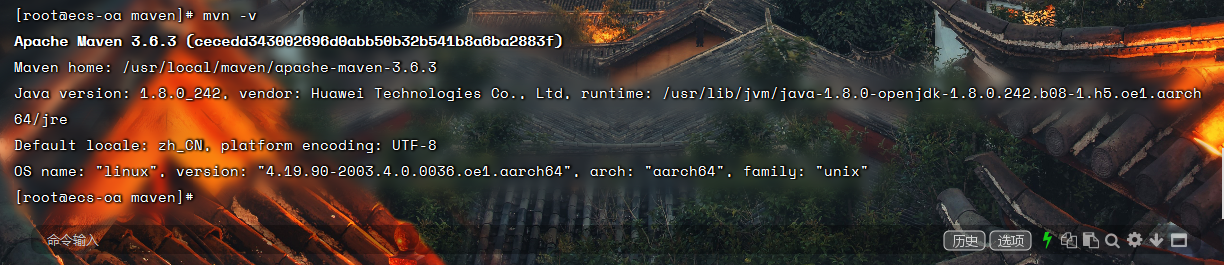 [root@ecs-oa maven]# mvn -v
Apache Maven 3.6.3 (cecedd343002696d0abb50b32b541b8a6ba2883f)
Maven home: /usr/local/maven/apache-maven-3.6.3
Java version: 1.8.0_242, vendor: Huawei Technologies Co., Ltd, runtime: /usr/lib/jvm/java-1.8.0-openjdk-1.8.0.242.b08-1.h5.oe1.aarch
64/jre
Default locale: zh_CN, platform encoding: UTF-8
OS name: "linux", version: "4.19.90-2003.4.0.0036.oe1.aarch64", arch: "aarch64", family: "unix"
[root@ecs-oa maven]#
命令输入 历史 选项